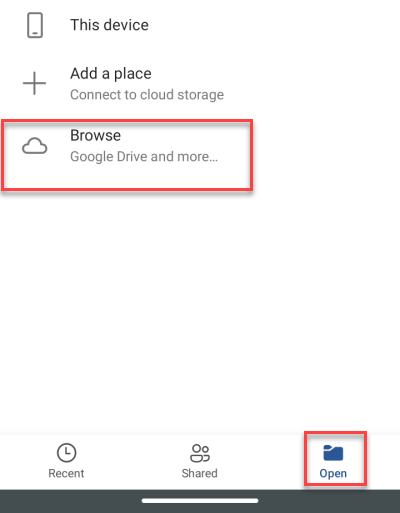 This device
Add a place
Connect to cloud storage
Browse
Google Drive and more...
Recent
Shared
Open